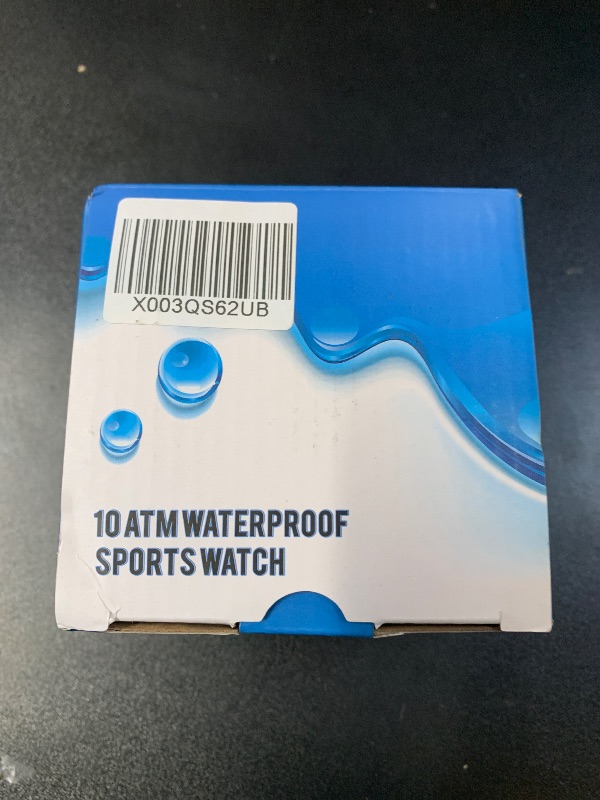 X003QS62UB
10 ATM WATERPROOF
SPORTS WATCH